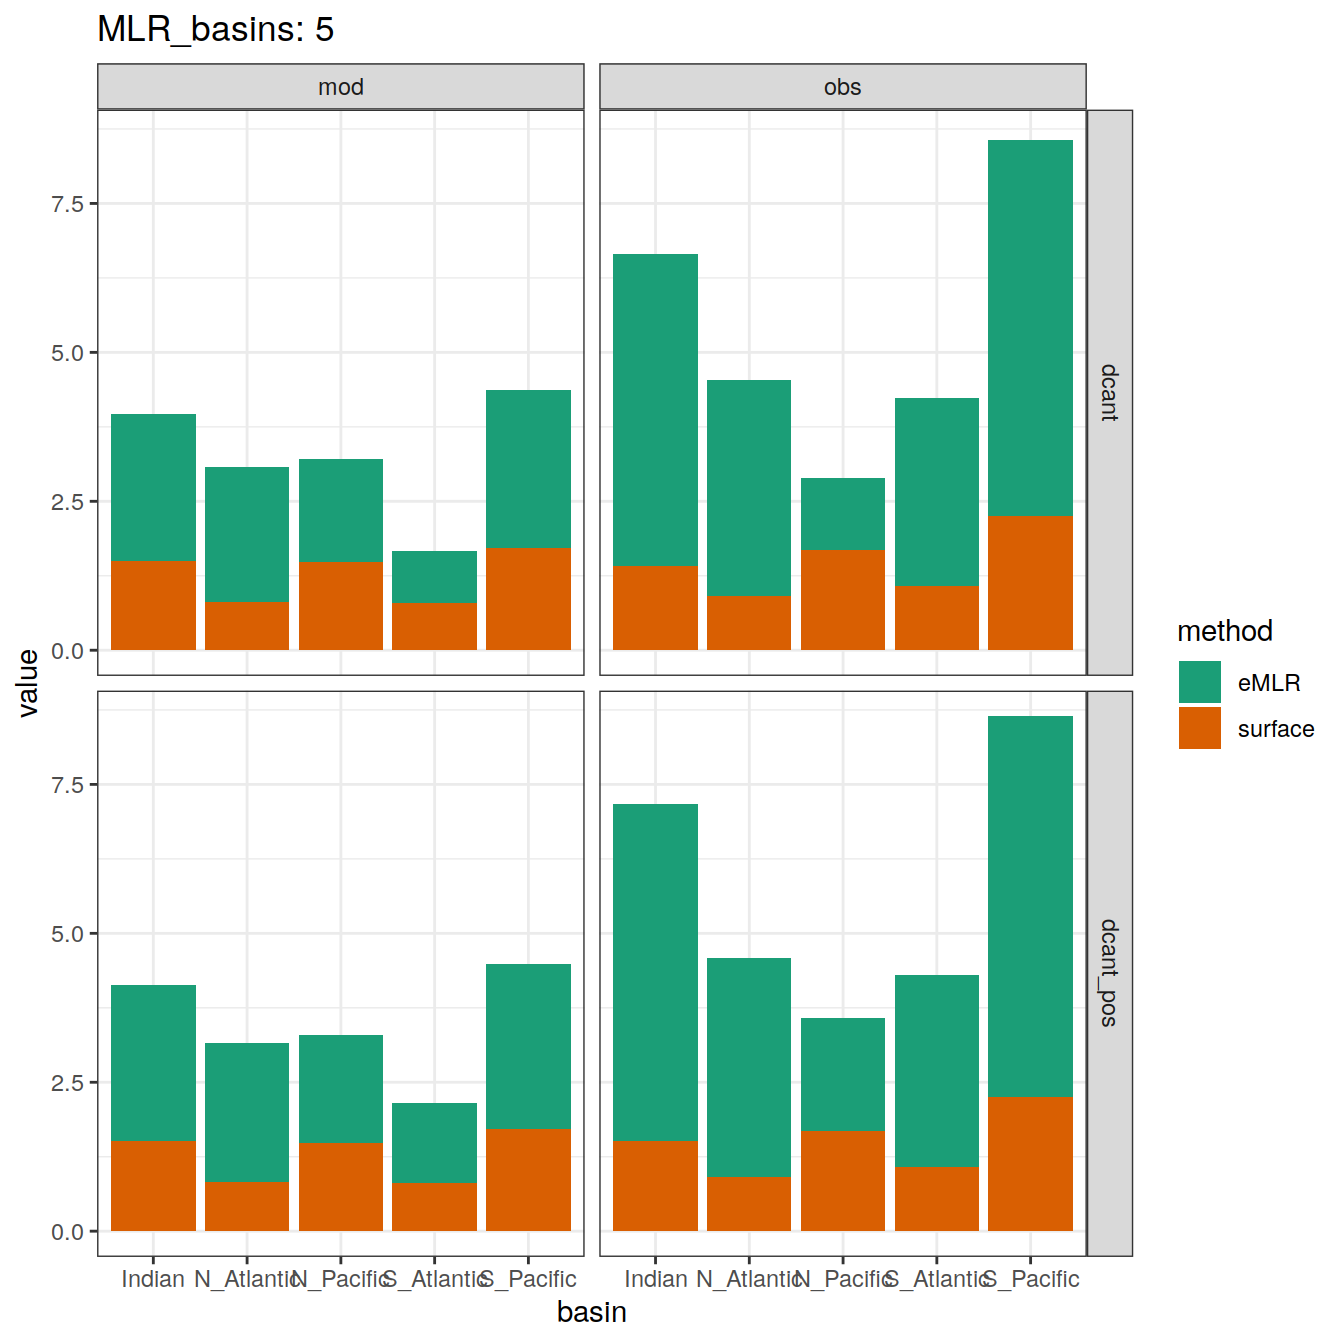 MLR_basins: 5
mod
obs
7.5
5.0
2.5
0.0
dcant
7.5
5.0
2.5
0.0
dcant_pos
value
Indian N_Atlantic N_Pacific S_Atlantic S_Pacific
Indian N_Atlantic N_Pacific S_Atlantic S_Pacific
basin
method
eMLR
surface